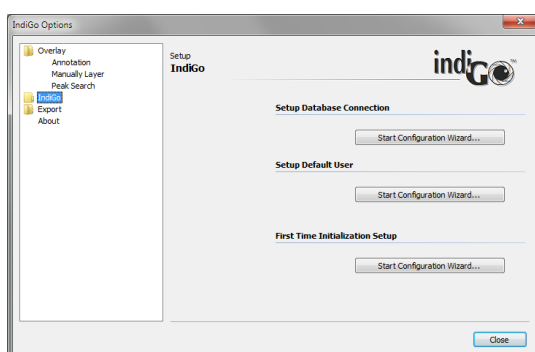 IndiGo Options
Overlay
Annotation
Manually Layer
Peak Search
IndiGo
Export
About
Setup
IndiGo
indiGo™
Setup Database Connection
Start Configuration Wizard...
Setup Default User
Start Configuration Wizard...
First Time Initialization Setup
Start Configuration Wizard...
Close